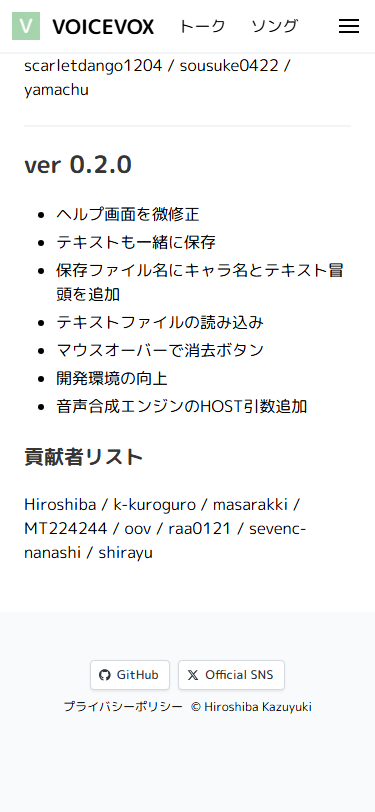 V VOICEVOX トーク ソング
scarletdango1204 / sousuke0422 /
yamachu
ver 0.2.0
ヘルプ画面を微修正
テキストも一緒に保存
保存ファイル名にキャラ名とテキスト冒
頭を追加
テキストファイルの読み込み
マウスオーバーで消去ボタン
開発環境の向上
音声合成エンジンのHOST引数追加
貢献者リスト
Hiroshiba / k-kuroguro / masarakki /
MT224244 / oov / raa0121 / sevenc-
nanashi / shirayu
GitHub Official SNS
プライバシーポリシー © Hiroshiba Kazuyuki